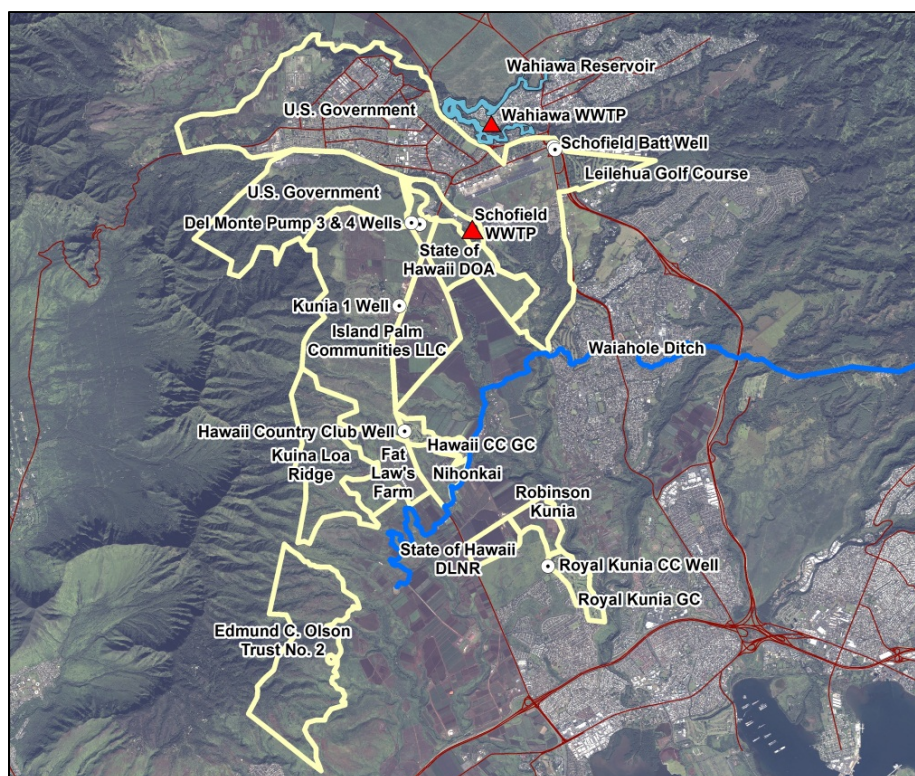 Wahiawa Reservoir
U.S. Government
Wahiawa WWTP
Schofield Batt Well
Leilehua Golf Course
U.S. Government
Del Monte Pump 3 & 4 Wells
Schofield
WWTP
State of
Hawaii DOA
Kunia 1 Well
Island Palm
Communities LLC
Waiahole Ditch
Hawaii Country Club Well
Kuina Loa
Ridge
Fat
Law's
Farm
Hawaii CC GC
Nihonkai
Robinson
Kunia
State of Hawaii
DLNR
Royal Kunia CC Well
Royal Kunia GC
Edmund C. Olson
Trust No. 2